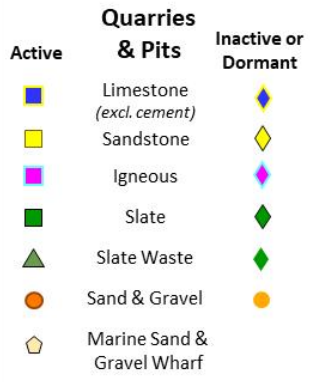 Quarries
& Pits
Active
Inactive or
Dormant
Limestone
(excl. cement)
Sandstone
Igneous
Slate
Slate Waste
Sand & Gravel
Marine Sand &
Gravel Wharf